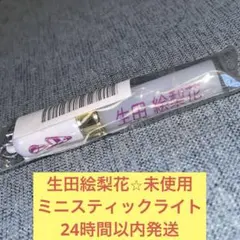 生田 絵梨花
生田絵梨花☆未使用
ミニスティックライト
24時間以内発送